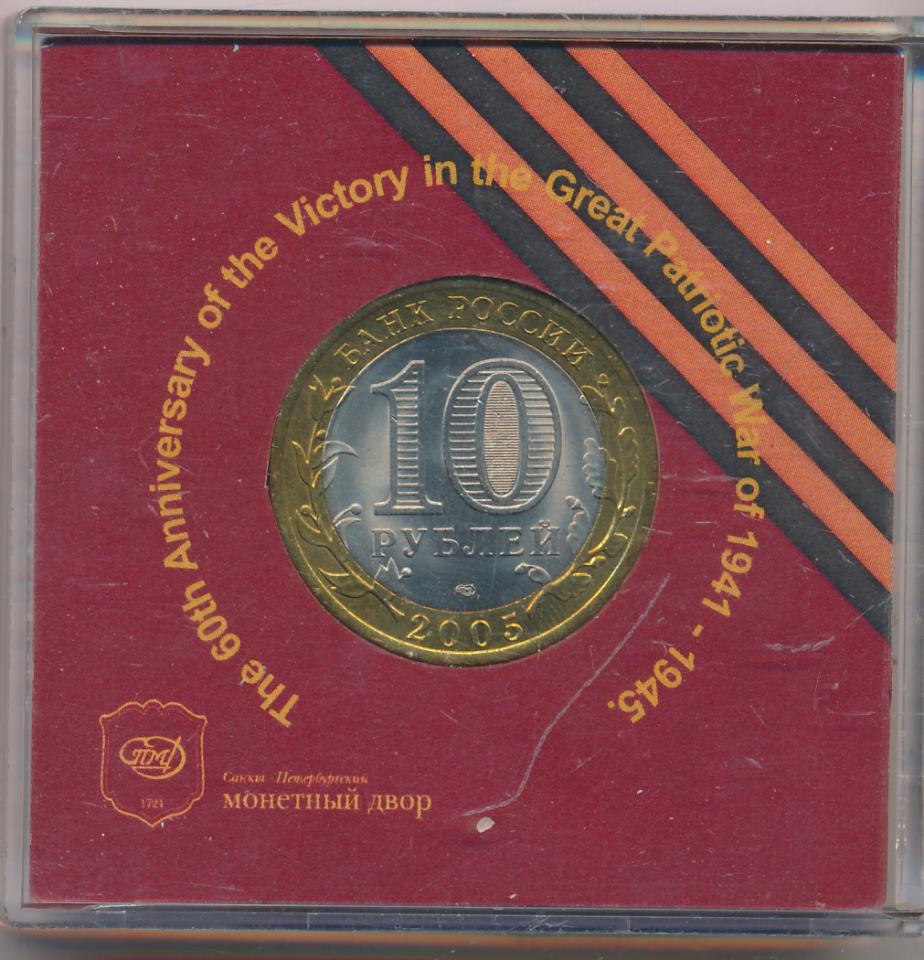 The 60th Anniversary of the Victory in the Great Patriotic War of 1941 - 1945.
БАНК РОССИИ
10
РУБЛЕЙ
2005
СПМД
1724
Санкт - Петербургский
МОНЕТНЫЙ ДВОР